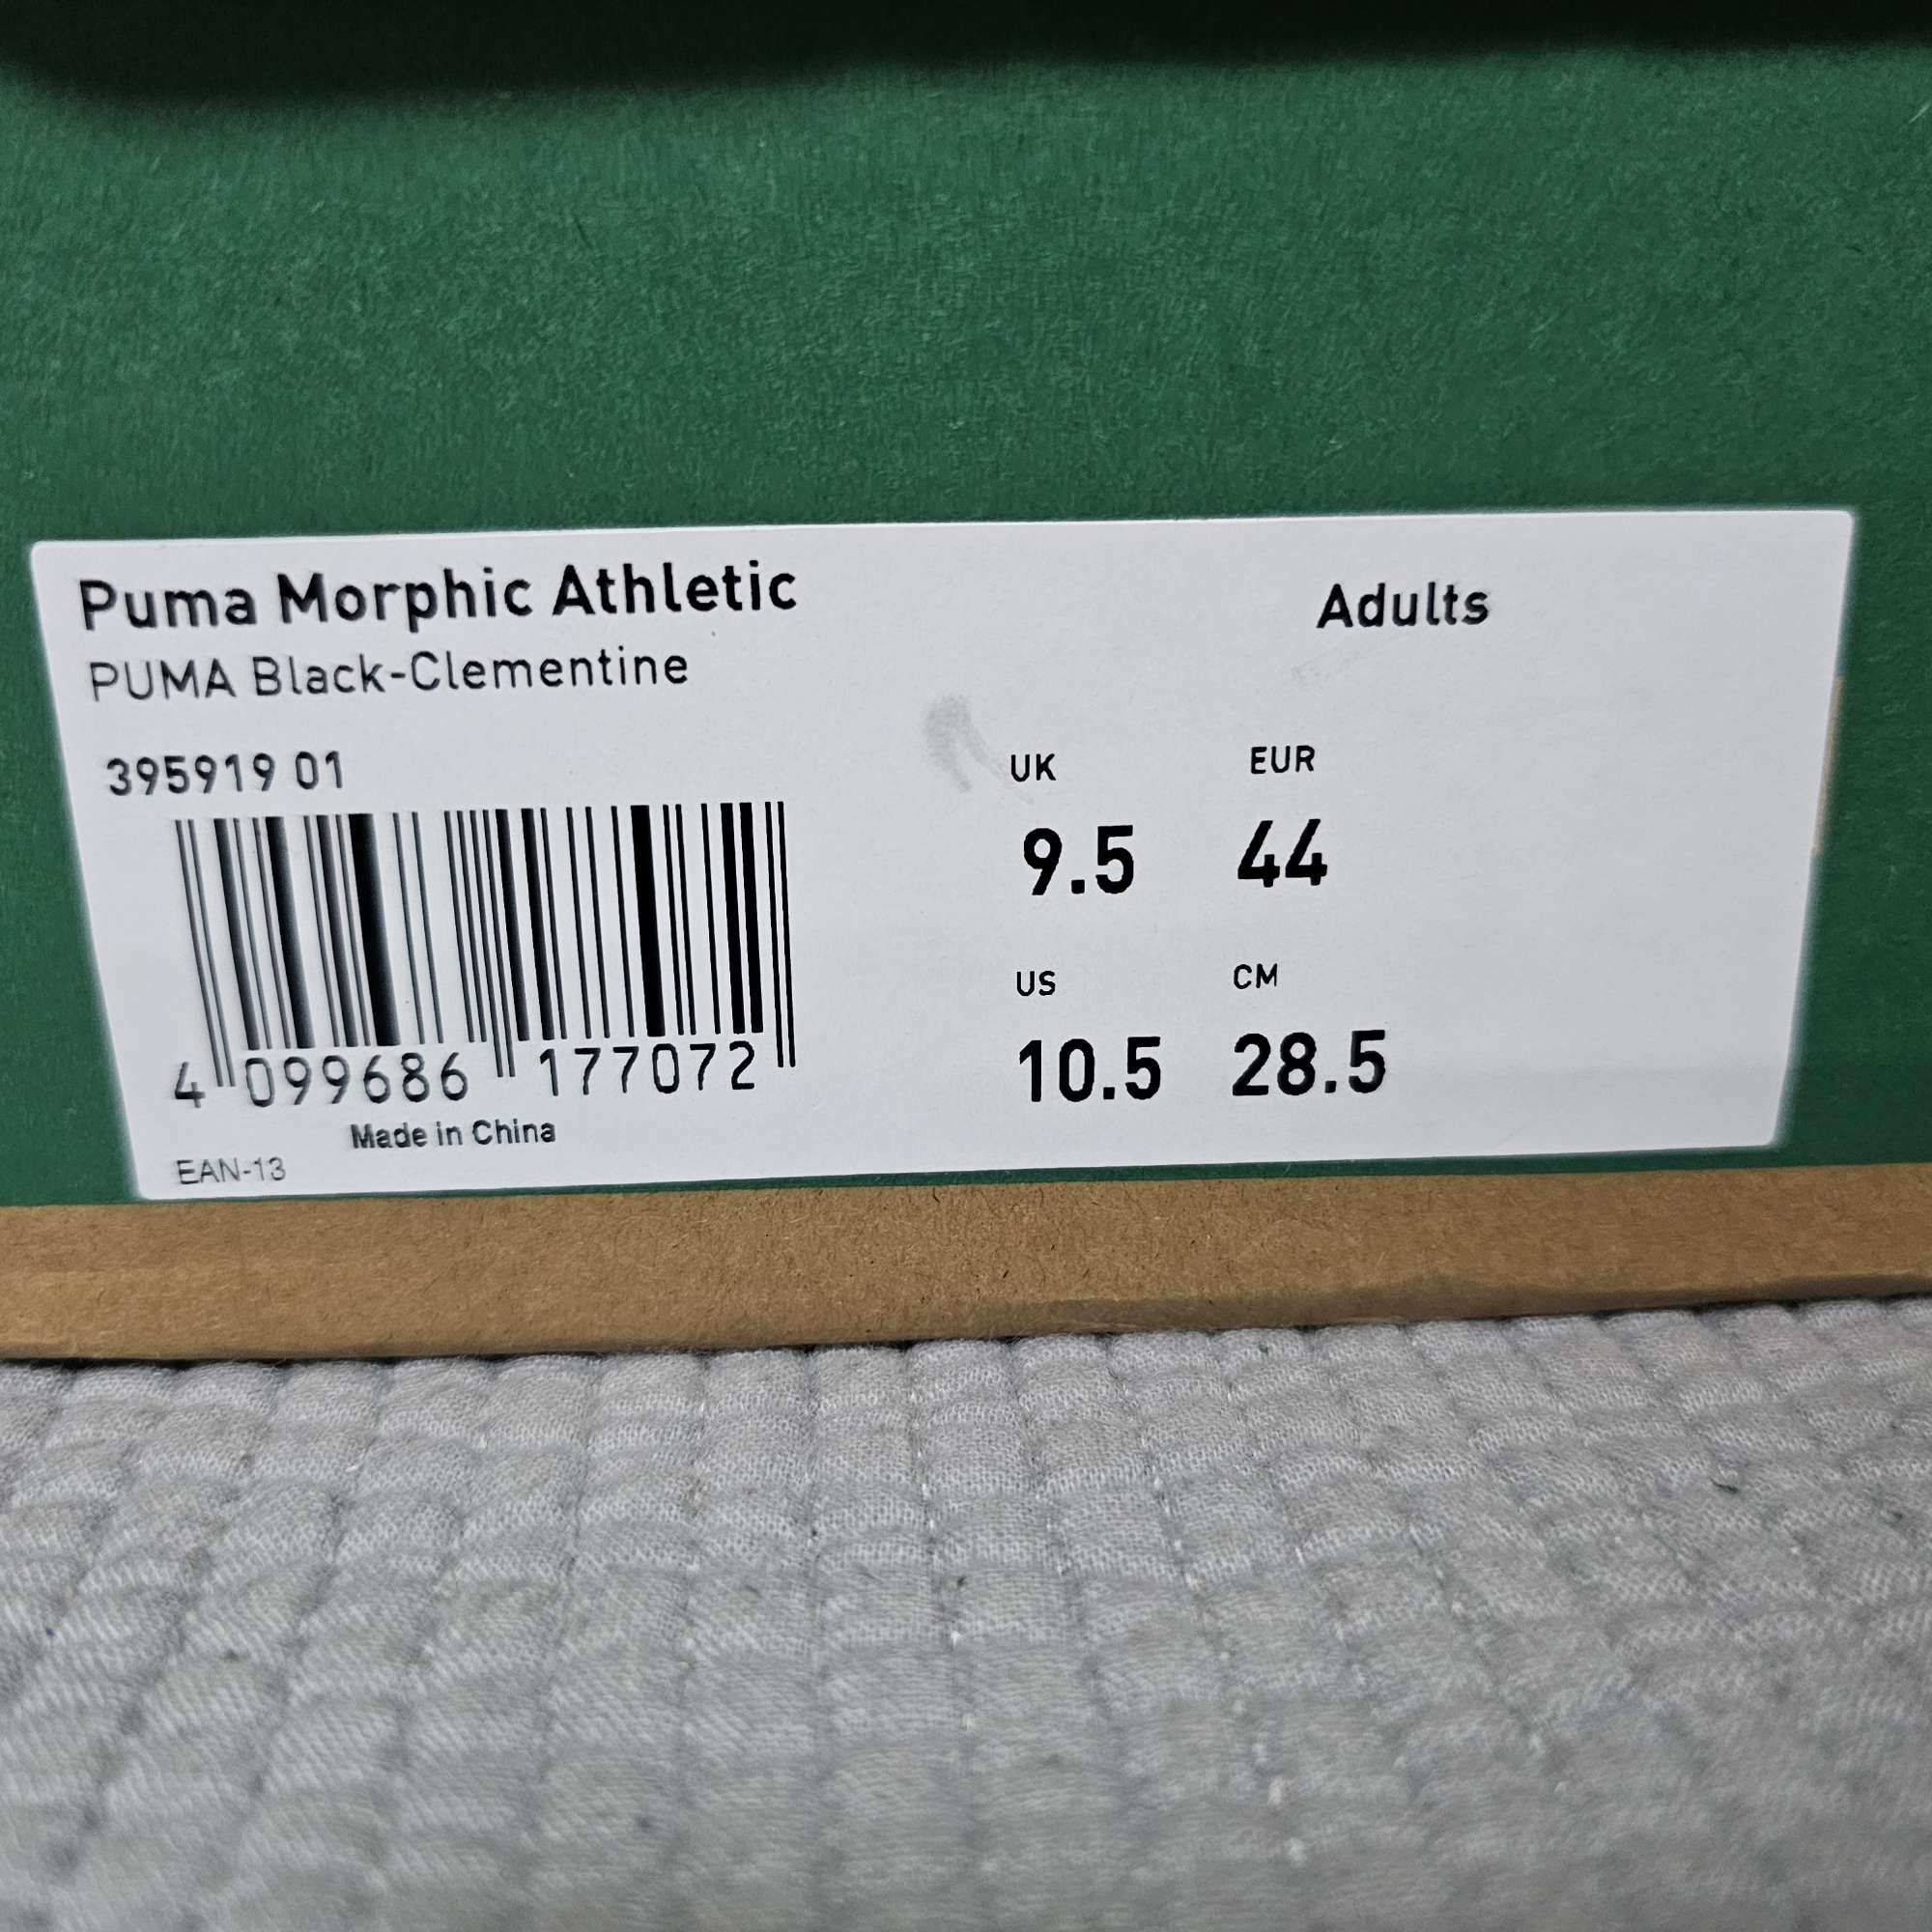 Puma Morphic Athletic
Adults
PUMA Black-Clementine
395919 01
UK EUR
9.5 44
US CM
10.5 28.5
4 099686 177072
Made in China
EAN-13